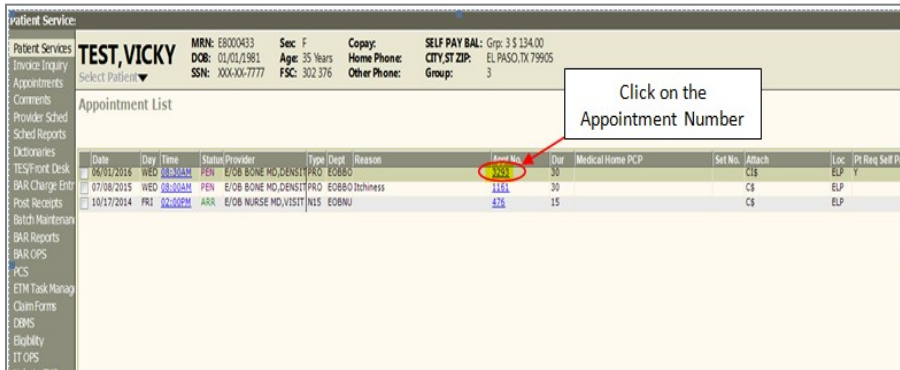 Patient Services
Patient Services
Invoice Inquiry
Appointments
Comments
Provider Sched
Sched Reports
Dictionaries
TES/Front Desk
BAR Charge Entr
Post Receipts
Batch Maintenan
BAR Reports
BAR OPS
PCS
ETM Task Manag
Claim Forms
DBMS
Eligibility
IT OPS
TEST,VICKY
Select Patient▼
MRN: E8000433 Sex: F Copay: SELF PAY BAL: Grp: 3 $ 134.00
DOB: 01/01/1981 Age: 35 Years Home Phone: CITY,ST ZIP: EL PASO,TX 79905
SSN: XXX-XX-7777 FSC: 302 376 Other Phone: Group: 3
Click on the
Appointment Number
Appointment List
Date Day Time Status Provider Type Dept Reason Appt No. Dur Medical Home PCP Set No. Attach Loc Pt Req Self P
06/01/2016 WED 08:30AM PEN E/OB BONE MD,DENSIT PRO EOBBO 3293 30 CI$ ELP Y
07/08/2015 WED 08:00AM PEN E/OB BONE MD,DENSIT PRO EOBBO Itchiness 1161 30 C$ ELP
10/17/2014 FRI 02:00PM ARR E/OB NURSE MD,VISIT N15 EOBNU 476 15 C$ ELP